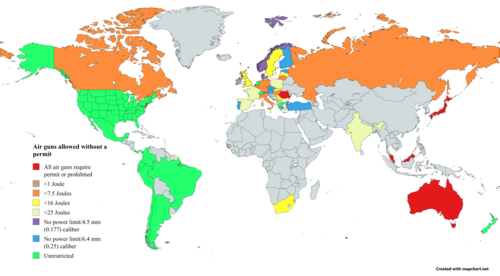 Air guns allowed without a
permit
All air guns require
permit or prohibited
<1 Joule
<7.5 Joules
<16 Joules
<25 Joules
No power limit/4.5 mm
(0.177) caliber
No power limit/6.4 mm
(0.25) caliber
Unrestricted
Created with mapchart.net